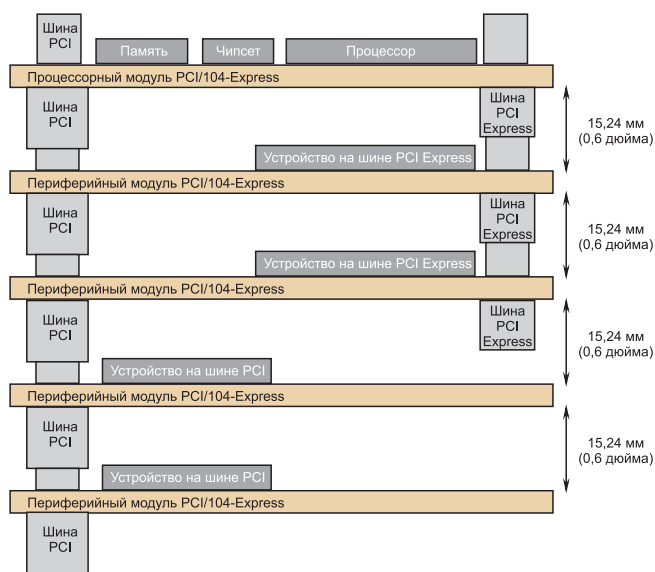 Шина
PCI
Память
Чипсет
Процессор
Процессорный модуль PCI/104-Express
Шина
PCI
Шина
PCI
Express
15,24 мм
(0,6 дюйма)
Устройство на шине PCI Express
Периферийный модуль PCI/104-Express
Шина
PCI
Шина
PCI
Express
15,24 мм
(0,6 дюйма)
Устройство на шине PCI Express
Периферийный модуль PCI/104-Express
Шина
PCI
Шина
PCI
Express
15,24 мм
(0,6 дюйма)
Устройство на шине PCI
Периферийный модуль PCI/104-Express
Шина
PCI
15,24 мм
(0,6 дюйма)
Устройство на шине PCI
Периферийный модуль PCI/104-Express
Шина
PCI